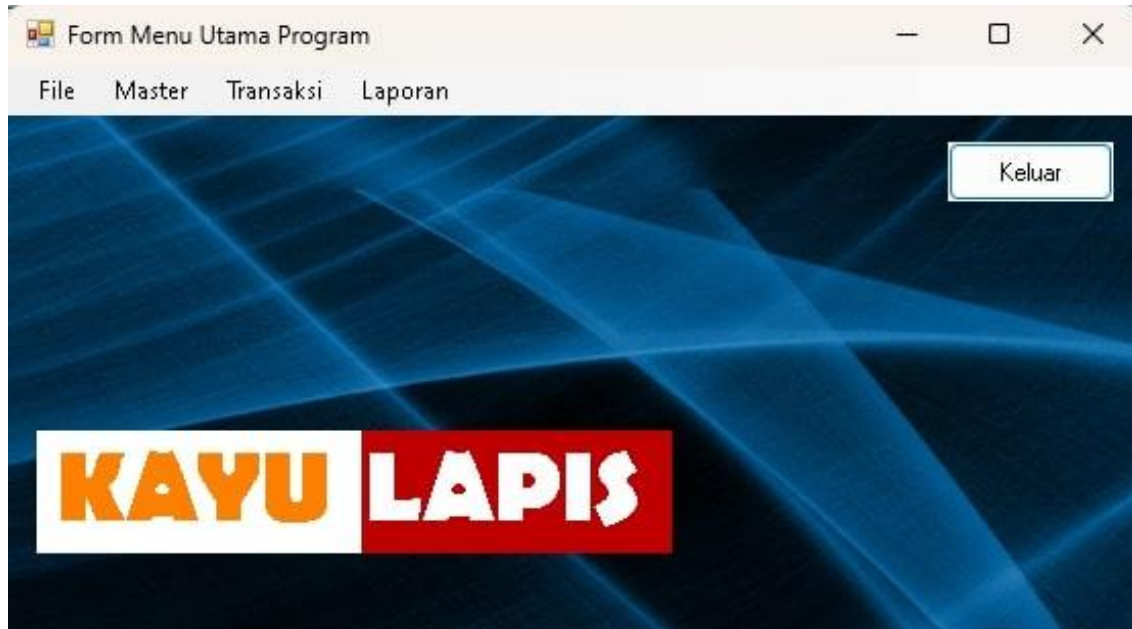 Form Menu Utama Program
File Master Transaksi Laporan
Keluar
KAYU LAPIS